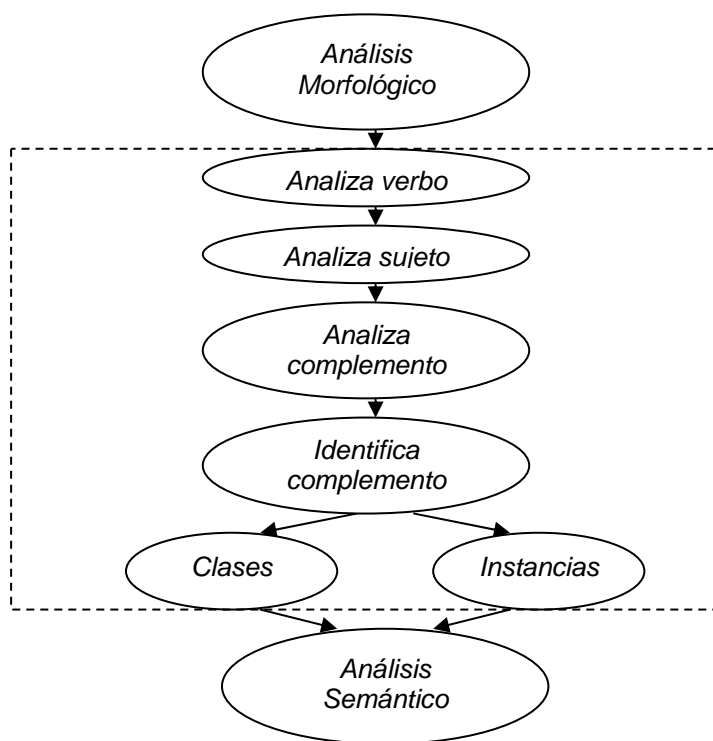 Análisis
Morfológico
Analiza verbo
Analiza sujeto
Analiza
complemento
Identifica
complemento
Clases
Instancias
Análisis
Semántico